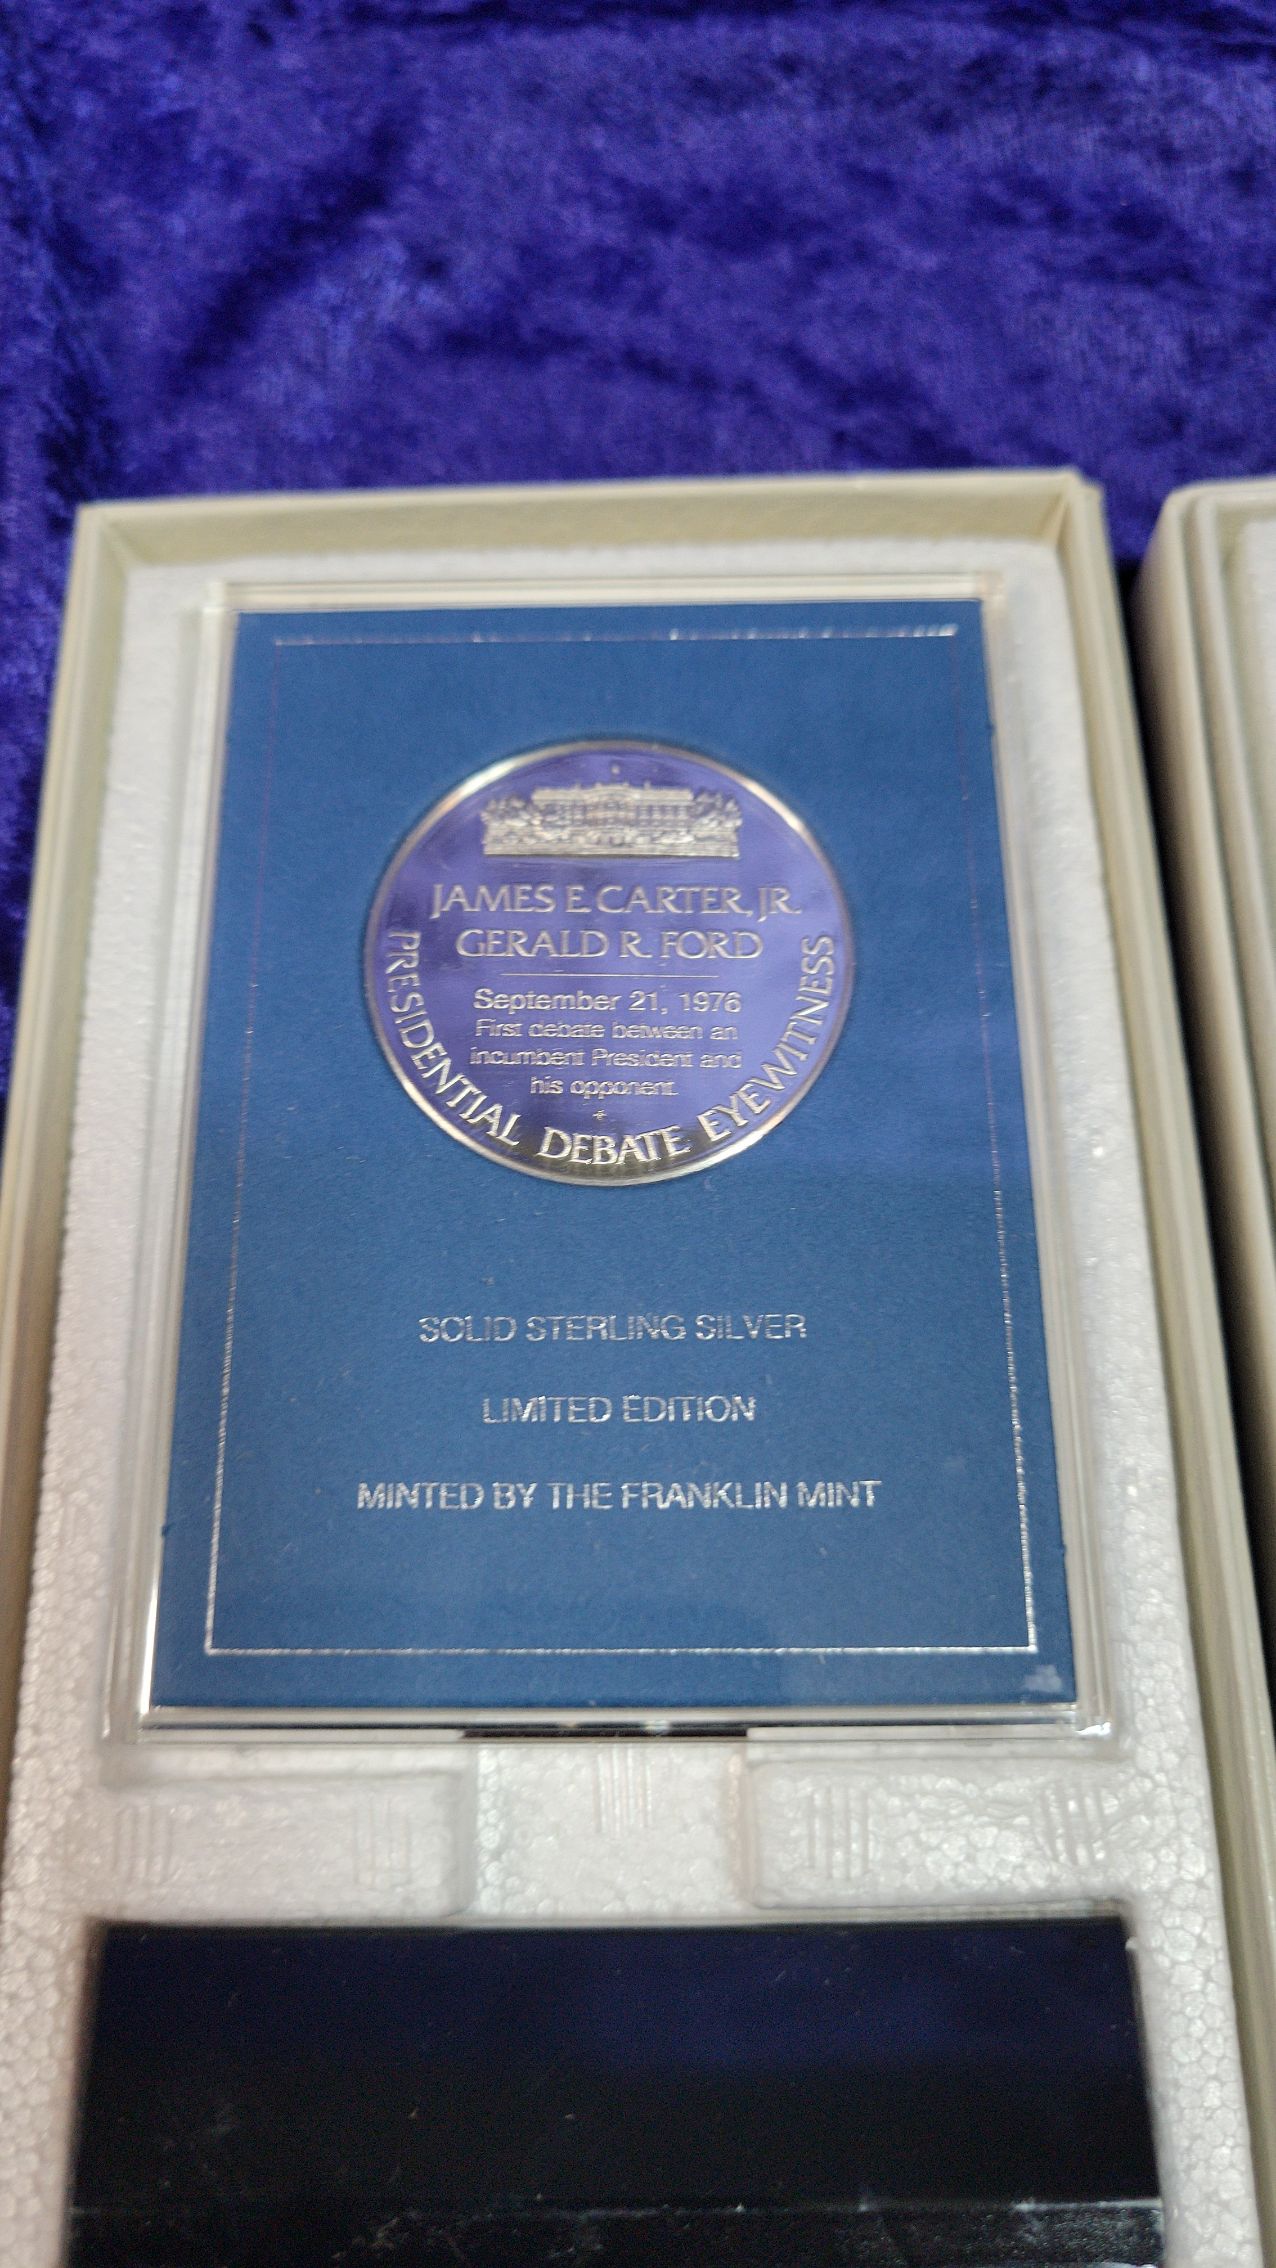 JAMES E. CARTER, JR.
GERALD R. FORD
September 21, 1976
First debate between an
incumbent President and
his opponent.
PRESIDENTIAL DEBATE EYEWITNESS
SOLID STERLING SILVER
LIMITED EDITION
MINTED BY THE FRANKLIN MINT